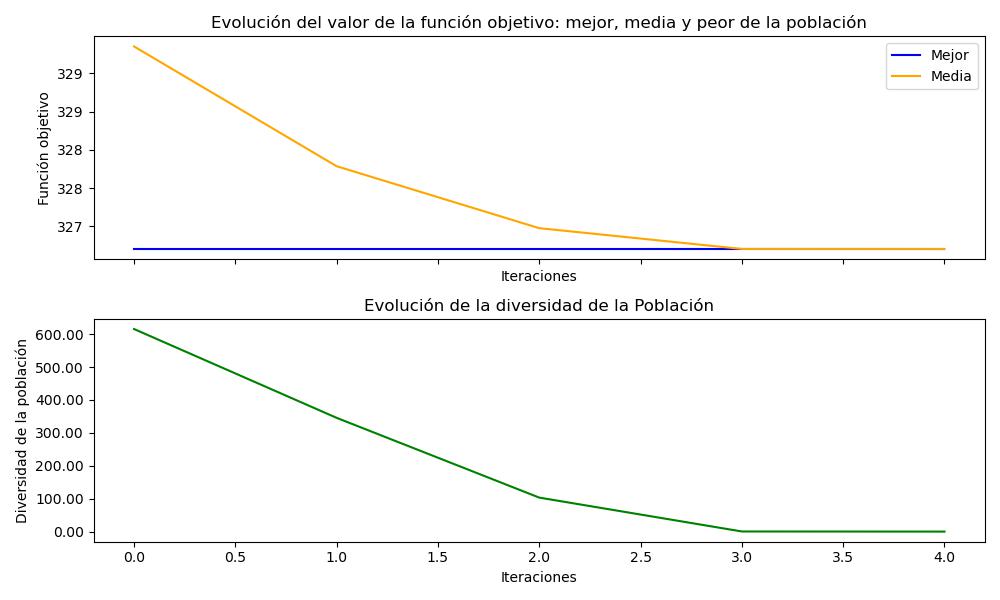 Evolución del valor de la función objetivo: mejor, media y peor de la población
Función objetivo
329
329
328
328
327
Mejor
Media
Iteraciones
Evolución de la diversidad de la Población
Diversidad de la población
600.00
500.00
400.00
300.00
200.00
100.00
0.00
0.0 0.5 1.0 1.5 2.0 2.5 3.0 3.5 4.0
Iteraciones